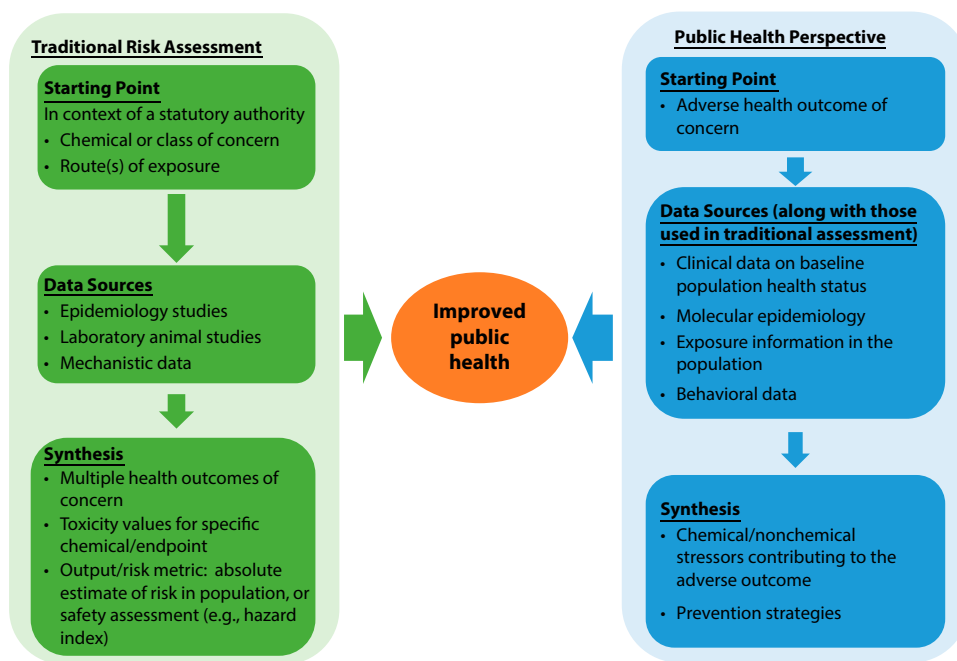 Traditional Risk Assessment
Starting Point
In context of a statutory authority
• Chemical or class of concern
• Route(s) of exposure
Data Sources
• Epidemiology studies
• Laboratory animal studies
• Mechanistic data
Synthesis
• Multiple health outcomes of
concern
• Toxicity values for specific
chemical/endpoint
• Output/risk metric: absolute
estimate of risk in population, or
safety assessment (e.g., hazard
index)
Improved
public
health
Public Health Perspective
Starting Point
• Adverse health outcome of
concern
Data Sources (along with those
used in traditional assessment)
• Clinical data on baseline
population health status
• Molecular epidemiology
• Exposure information in the
population
• Behavioral data
Synthesis
• Chemical/nonchemical
stressors contributing to the
adverse outcome
• Prevention strategies